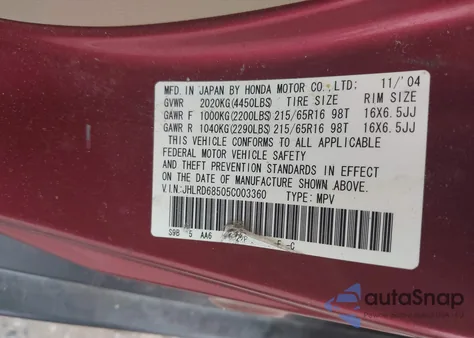 MFD. IN JAPAN BY HONDA MOTOR CO., LTD: 11/'04
GVWR 2020KG(4450LBS) TIRE SIZE RIM SIZE
GAWR F 1000KG(2200LBS) 215/65R16 98T 16X6.5JJ
GAWR R 1040KG(2290LBS) 215/65R16 98T 16X6.5JJ
THIS VEHICLE CONFORMS TO ALL APPLICABLE
FEDERAL MOTOR VEHICLE SAFETY
AND THEFT PREVENTION STANDARDS IN EFFECT
ON THE DATE OF MANUFACTURE SHOWN ABOVE.
V.I.N:JHLRD68505C003360 TYPE: MPV
S9B 5 AA6 F-C
autoSnap